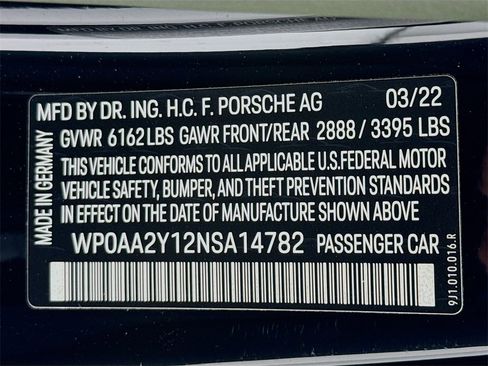 MFD BY DR. ING. H.C. F. PORSCHE AG 03/22
GVWR 6162 LBS GAWR FRONT/REAR 2888 / 3395 LBS
THIS VEHICLE CONFORMS TO ALL APPLICABLE U.S.FEDERAL MOTOR
VEHICLE SAFETY, BUMPER, AND THEFT PREVENTION STANDARDS
IN EFFECT ON THE DATE OF MANUFACTURE SHOWN ABOVE
WP0AA2Y12NSA14782 PASSENGER CAR
MADE IN GERMANY
9J1.010.016.R